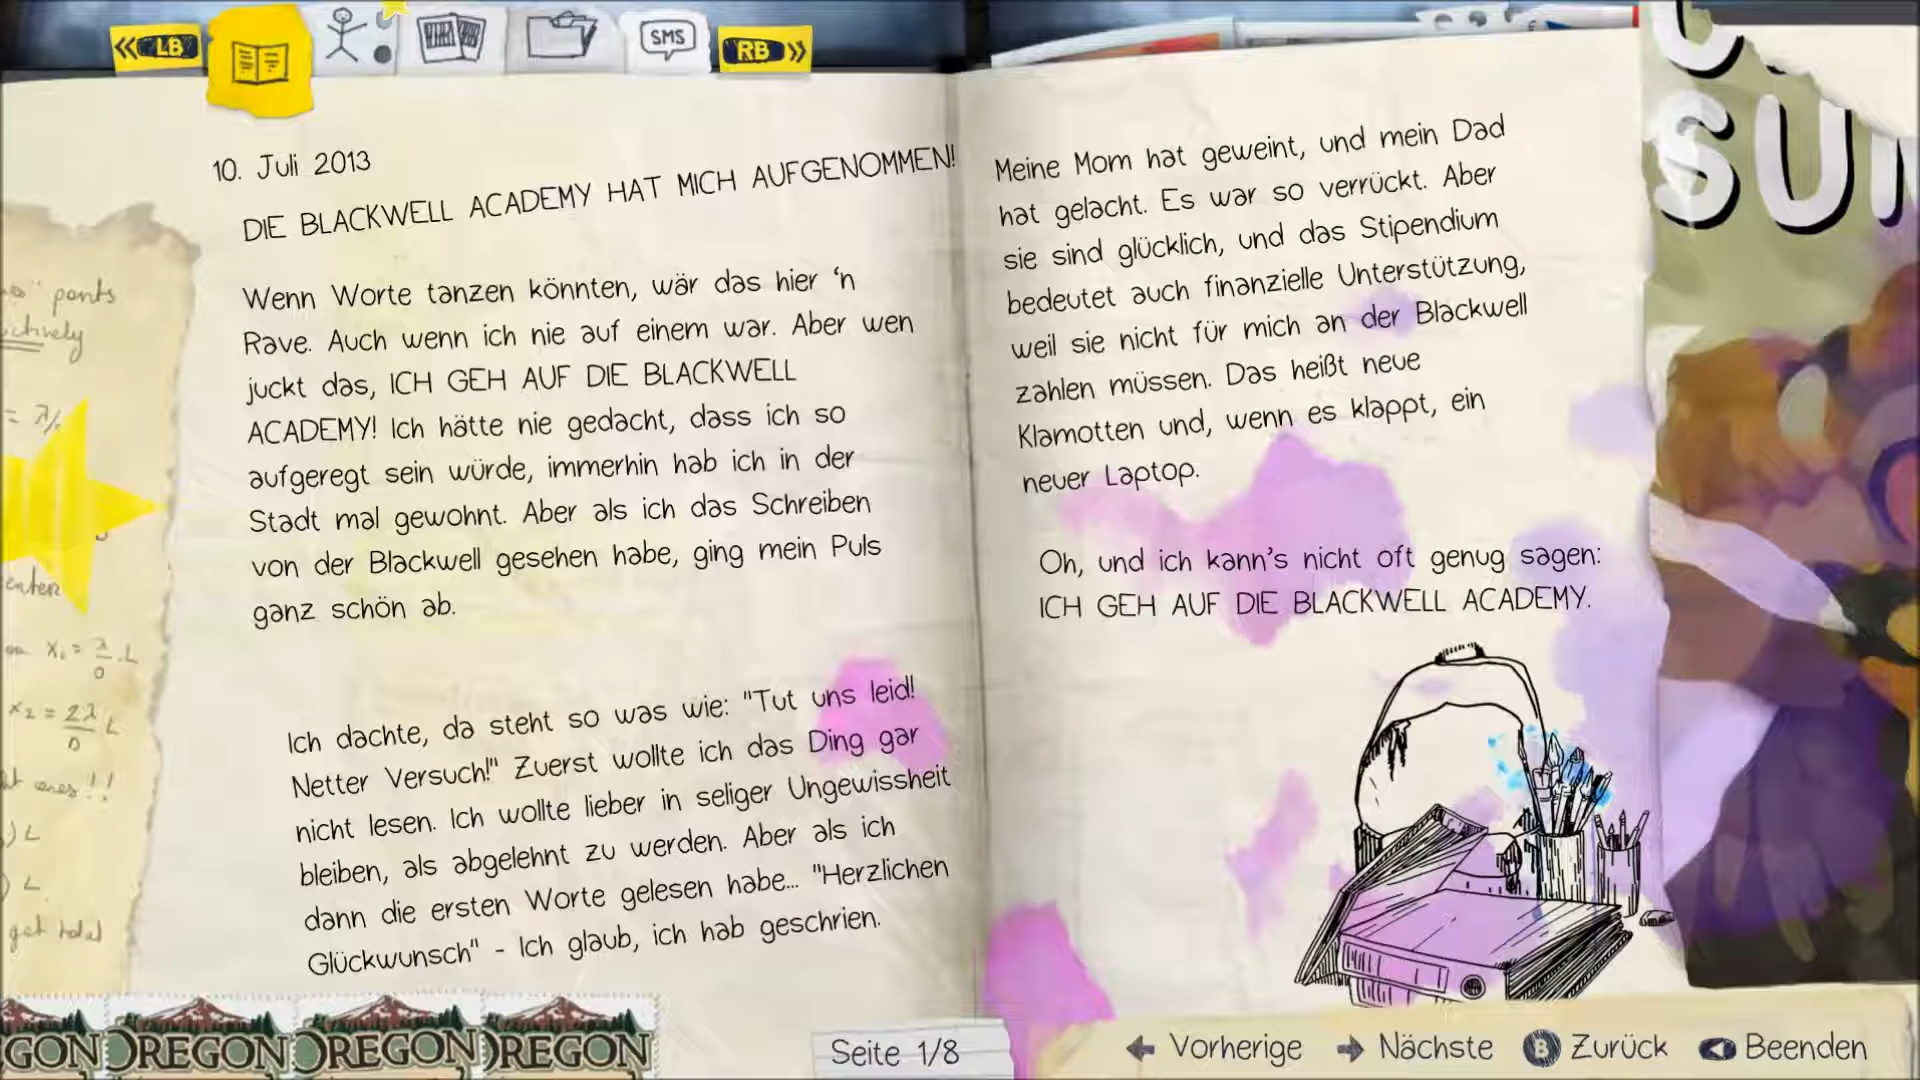 LB
SMS
RB
10. Juli 2013
DIE BLACKWELL ACADEMY HAT MICH AUFGENOMMEN!
Wenn Worte tanzen könnten, wär das hier 'n
Rave. Auch wenn ich nie auf einem war. Aber wen
juckt das, ICH GEH AUF DIE BLACKWELL
ACADEMY! Ich hätte nie gedacht, dass ich so
aufgeregt sein würde, immerhin hab ich in der
Stadt mal gewohnt. Aber als ich das Schreiben
von der Blackwell gesehen habe, ging mein Puls
ganz schön ab.
Ich dachte, da steht so was wie: "Tut uns leid!
Netter Versuch!" Zuerst wollte ich das Ding gar
nicht lesen. Ich wollte lieber in seliger Ungewissheit
bleiben, als abgelehnt zu werden. Aber als ich
dann die ersten Worte gelesen habe... "Herzlichen
Glückwunsch" - Ich glaub, ich hab geschrien.
Meine Mom hat geweint, und mein Dad
hat gelacht. Es war so verrückt. Aber
sie sind glücklich, und das Stipendium
bedeutet auch finanzielle Unterstützung,
weil sie nicht für mich an der Blackwell
zahlen müssen. Das heißt neue
Klamotten und, wenn es klappt, ein
neuer Laptop.
Oh, und ich kann's nicht oft genug sagen:
ICH GEH AUF DIE BLACKWELL ACADEMY.
pants
= λ/
x₂ = 2λ/D L
get total
SU
GON OREGON OREGON OREGON
Seite 1/8
Vorherige
Nächste
B Zurück
Beenden